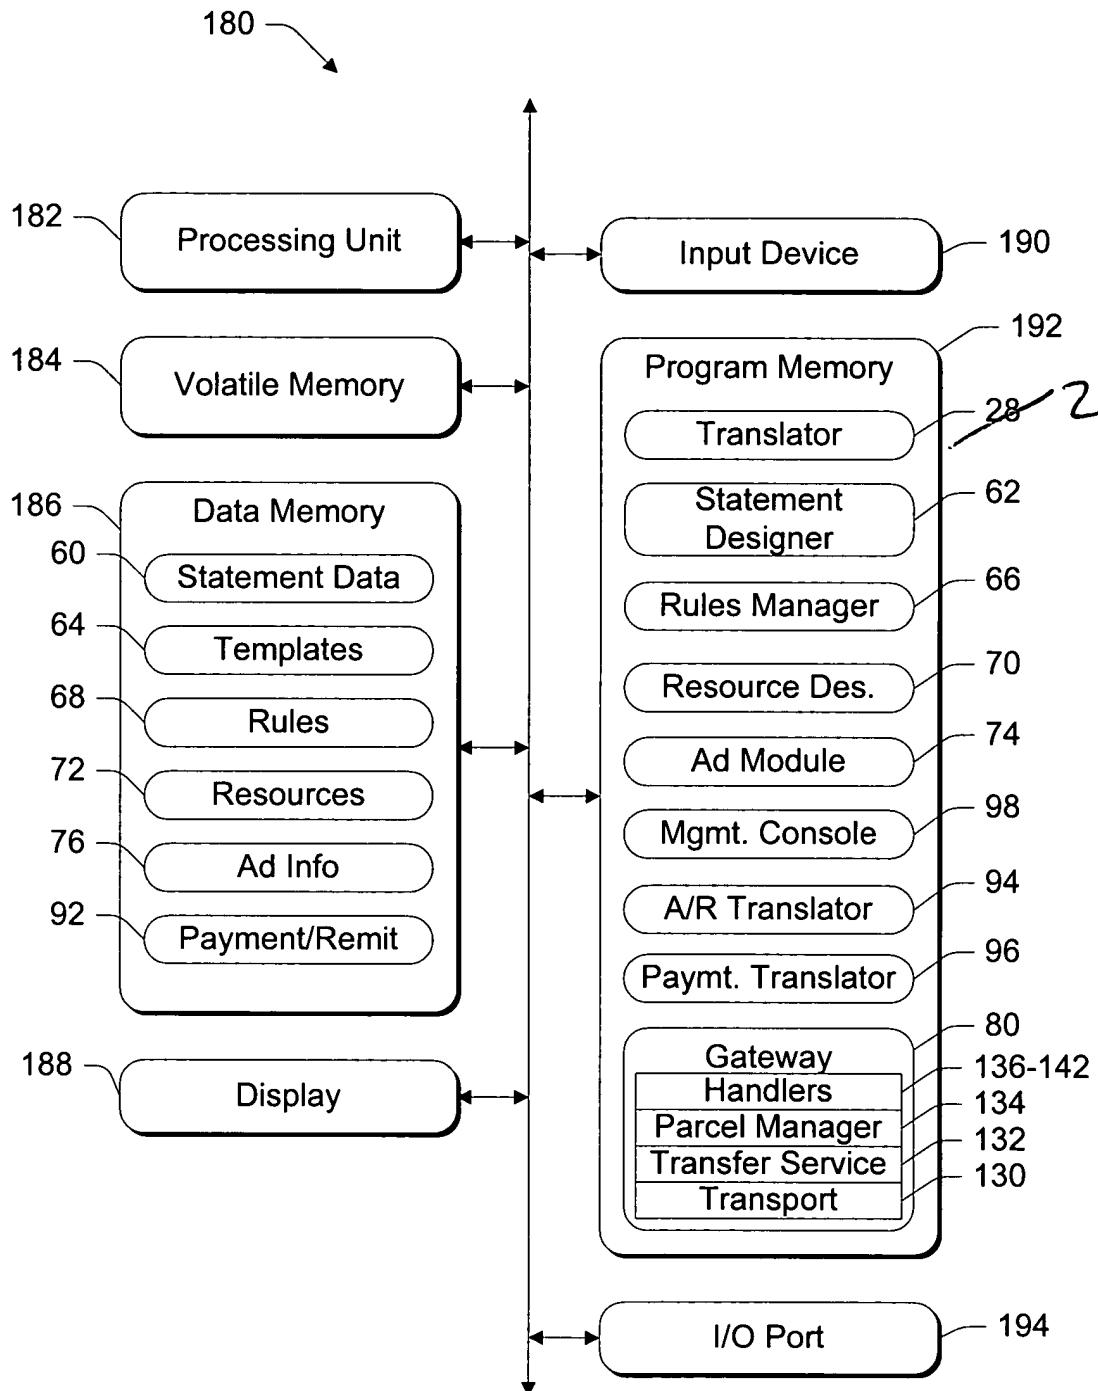 180
182
Processing Unit
184
Volatile Memory
186
Data Memory
60
Statement Data
64
Templates
68
Rules
72
Resources
76
Ad Info
92
Payment/Remit
188
Display
Input Device
190
192
Program Memory
Translator
28
2
Statement
Designer
62
Rules Manager
66
Resource Des.
70
Ad Module
74
Mgmt. Console
98
A/R Translator
94
Paymt. Translator
96
80
Gateway
Handlers
136-142
Parcel Manager
134
Transfer Service
132
Transport
130
I/O Port
194